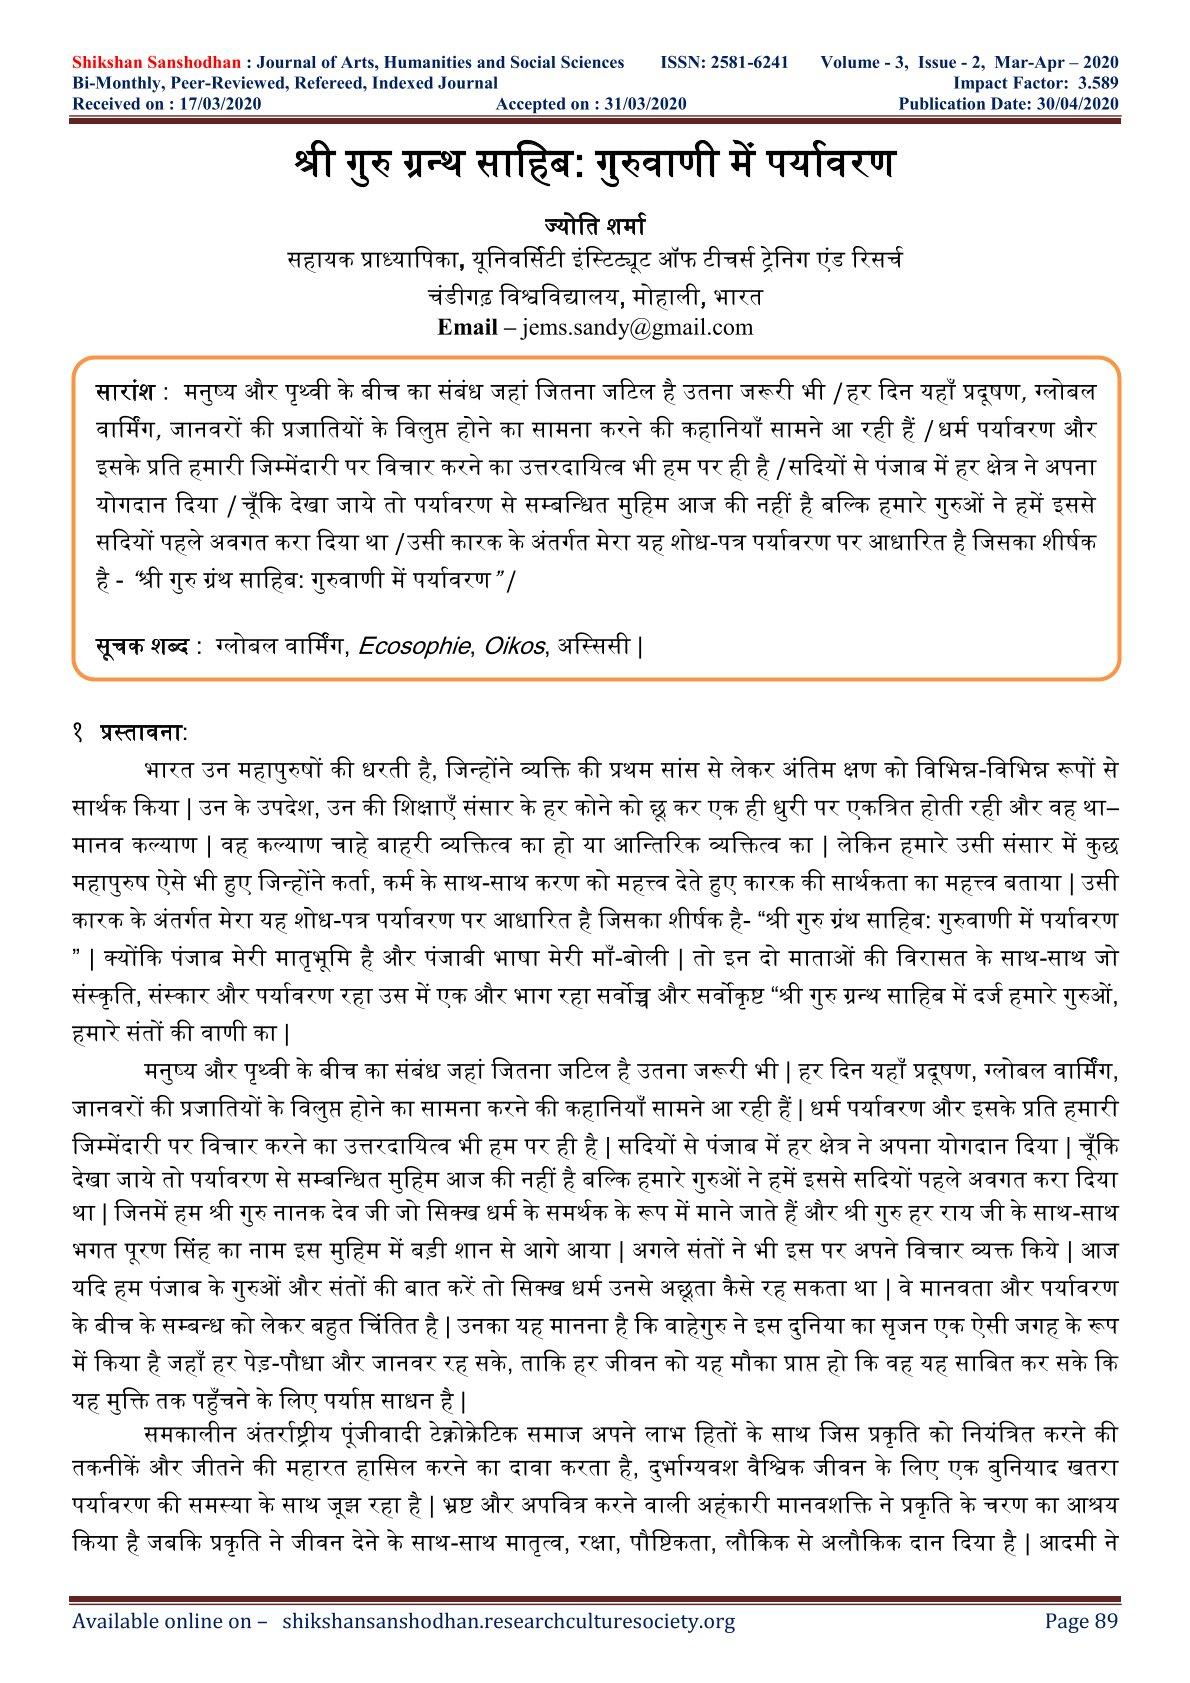 Shikshan Sanshodhan : Journal of Arts, Humanities and Social Sciences ISSN: 2581-6241 Volume - 3, Issue - 2, Mar-Apr – 2020
Bi-Monthly, Peer-Reviewed, Refereed, Indexed Journal Impact Factor: 3.589
Received on : 17/03/2020 Accepted on : 31/03/2020 Publication Date: 30/04/2020
श्री गुरु ग्रन्थ साहिब: गुरुवाणी में पर्यावरण
ज्योति शर्मा
सहायक प्राध्यापिका, यूनिवर्सिटी इंस्टिट्यूट ऑफ टीचर्स ट्रेनिग एंड रिसर्च
चंडीगढ़ विश्वविद्यालय, मोहाली, भारत
Email – jems.sandy@gmail.com
सारांश : मनुष्य और पृथ्वी के बीच का संबंध जहां जितना जटिल है उतना जरूरी भी /हर दिन यहाँ प्रदूषण, ग्लोबल
वार्मिंग, जानवरों की प्रजातियों के विलुप्त होने का सामना करने की कहानियाँ सामने आ रही हैं /धर्म पर्यावरण और
इसके प्रति हमारी जिम्मेंदारी पर विचार करने का उत्तरदायित्व भी हम पर ही है /सदियों से पंजाब में हर क्षेत्र ने अपना
योगदान दिया /चूँकि देखा जाये तो पर्यावरण से सम्बन्धित मुहिम आज की नहीं है बल्कि हमारे गुरुओं ने हमें इससे
सदियों पहले अवगत करा दिया था /उसी कारक के अंतर्गत मेरा यह शोध-पत्र पर्यावरण पर आधारित है जिसका शीर्षक
है - “श्री गुरु ग्रंथ साहिब: गुरुवाणी में पर्यावरण ”/
सूचक शब्द : ग्लोबल वार्मिंग, Ecosophie, Oikos, अस्सिसी |
१ प्रस्तावना:
भारत उन महापुरुषों की धरती है, जिन्होंने व्यक्ति की प्रथम सांस से लेकर अंतिम क्षण को विभिन्न-विभिन्न रूपों से
सार्थक किया | उन के उपदेश, उन की शिक्षाएँ संसार के हर कोने को छू कर एक ही धुरी पर एकत्रित होती रही और वह था–
मानव कल्याण | वह कल्याण चाहे बाहरी व्यक्तित्व का हो या आन्तिरिक व्यक्तित्व का | लेकिन हमारे उसी संसार में कुछ
महापुरुष ऐसे भी हुए जिन्होंने कर्ता, कर्म के साथ-साथ करण को महत्त्व देते हुए कारक की सार्थकता का महत्त्व बताया | उसी
कारक के अंतर्गत मेरा यह शोध-पत्र पर्यावरण पर आधारित है जिसका शीर्षक है- “श्री गुरु ग्रंथ साहिब: गुरुवाणी में पर्यावरण
” | क्योंकि पंजाब मेरी मातृभूमि है और पंजाबी भाषा मेरी माँ-बोली | तो इन दो माताओं की विरासत के साथ-साथ जो
संस्कृति, संस्कार और पर्यावरण रहा उस में एक और भाग रहा सर्वोच्च और सर्वोकृष्ट “श्री गुरु ग्रन्थ साहिब में दर्ज हमारे गुरुओं,
हमारे संतों की वाणी का |
मनुष्य और पृथ्वी के बीच का संबंध जहां जितना जटिल है उतना जरूरी भी | हर दिन यहाँ प्रदूषण, ग्लोबल वार्मिंग,
जानवरों की प्रजातियों के विलुप्त होने का सामना करने की कहानियाँ सामने आ रही हैं | धर्म पर्यावरण और इसके प्रति हमारी
जिम्मेंदारी पर विचार करने का उत्तरदायित्व भी हम पर ही है | सदियों से पंजाब में हर क्षेत्र ने अपना योगदान दिया | चूँकि
देखा जाये तो पर्यावरण से सम्बन्धित मुहिम आज की नहीं है बल्कि हमारे गुरुओं ने हमें इससे सदियों पहले अवगत करा दिया
था | जिनमें हम श्री गुरु नानक देव जी जो सिक्ख धर्म के समर्थक के रूप में माने जाते हैं और श्री गुरु हर राय जी के साथ-साथ
भगत पूरण सिंह का नाम इस मुहिम में बड़ी शान से आगे आया | अगले संतों ने भी इस पर अपने विचार व्यक्त किये | आज
यदि हम पंजाब के गुरुओं और संतों की बात करें तो सिक्ख धर्म उनसे अछूता कैसे रह सकता था | वे मानवता और पर्यावरण
के बीच के सम्बन्ध को लेकर बहुत चिंतित है | उनका यह मानना है कि वाहेगुरु ने इस दुनिया का सृजन एक ऐसी जगह के रूप
में किया है जहाँ हर पेड़-पौधा और जानवर रह सके, ताकि हर जीवन को यह मौका प्राप्त हो कि वह यह साबित कर सके कि
यह मुक्ति तक पहुँचने के लिए पर्याप्त साधन है |
समकालीन अंतर्राष्ट्रीय पूंजीवादी टेक्नोक्रेटिक समाज अपने लाभ हितों के साथ जिस प्रकृति को नियंत्रित करने की
तकनीकें और जीतने की महारत हासिल करने का दावा करता है, दुर्भाग्यवश वैश्विक जीवन के लिए एक बुनियाद खतरा
पर्यावरण की समस्या के साथ जूझ रहा है | भ्रष्ट और अपवित्र करने वाली अहंकारी मानवशक्ति ने प्रकृति के चरण का आश्रय
किया है जबकि प्रकृति ने जीवन देने के साथ-साथ मातृत्व, रक्षा, पौष्टिकता, लौकिक से अलौकिक दान दिया है | आदमी ने
Available online on – shikshansanshodhan.researchculturesociety.org Page 89